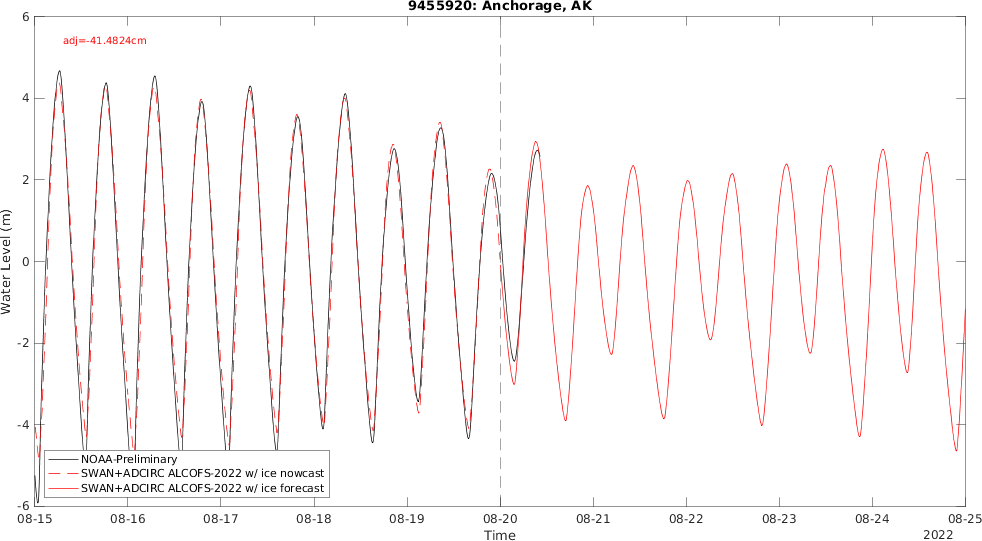 9455920: Anchorage, AK
adj=-41.4824cm
6
4
2
0
-2
-4
-6
Water Level (m)
NOAA-Preliminary
SWAN+ADCIRC ALCOFS-2022 w/ ice nowcast
SWAN+ADCIRC ALCOFS-2022 w/ ice forecast
08-15 08-16 08-17 08-18 08-19 08-20 08-21 08-22 08-23 08-24 08-25
Time
2022